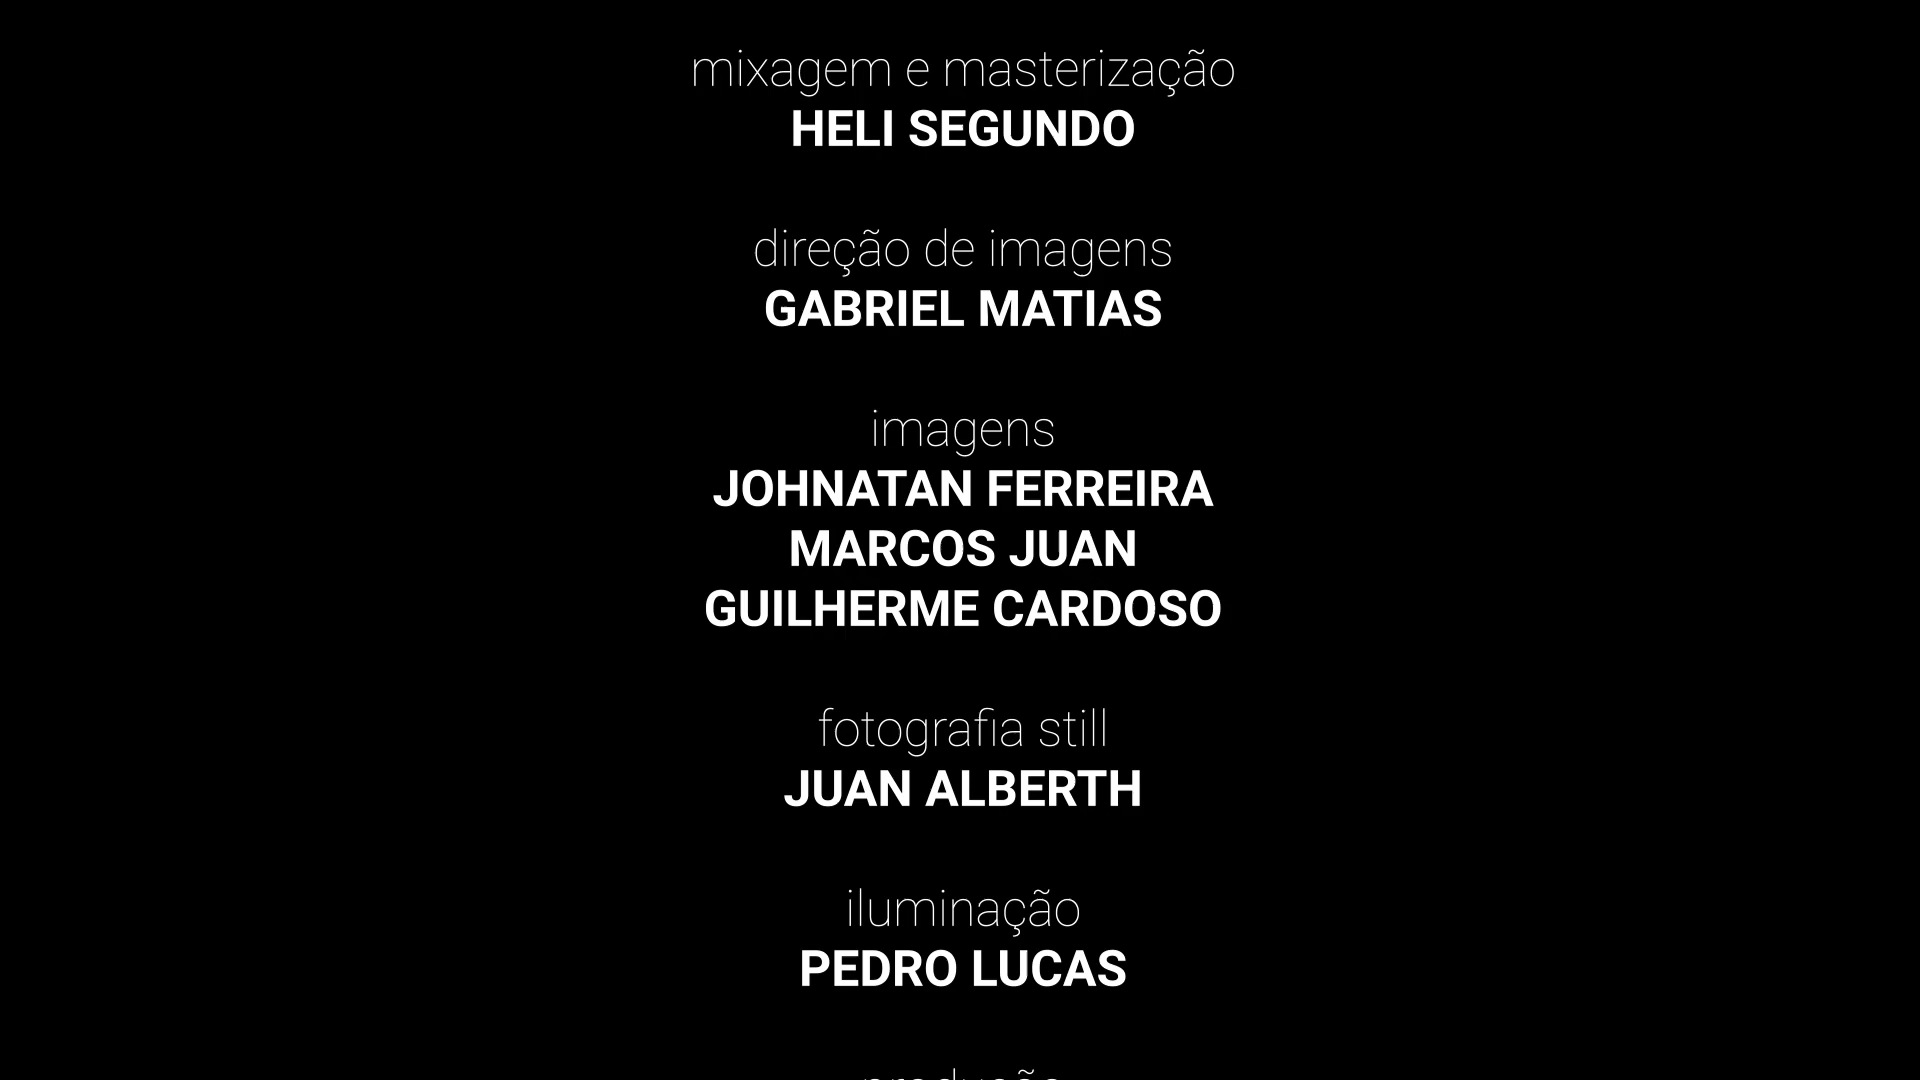 mixagem e masterização
HELI SEGUNDO
direção de imagens
GABRIEL MATIAS
imagens
JOHNATAN FERREIRA
MARCOS JUAN
GUILHERME CARDOSO
fotografia still
JUAN ALBERTH
iluminação
PEDRO LUCAS
produção